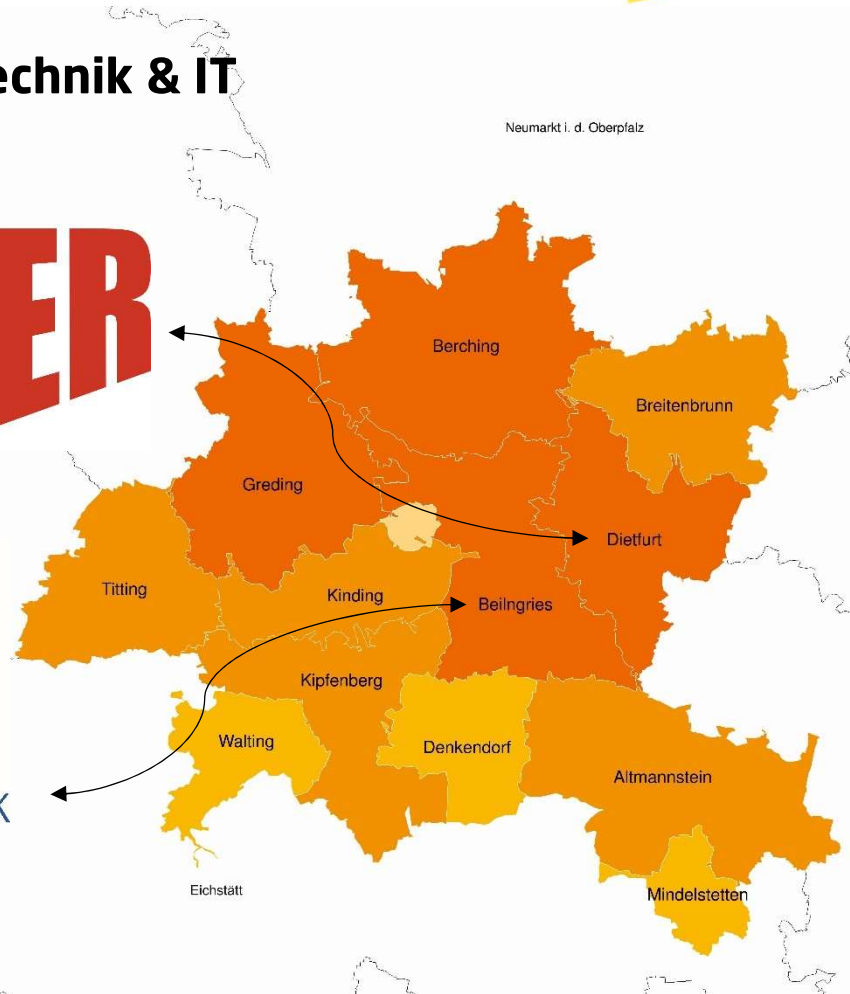 echnik & IT
Neumarkt i. d. Oberpfalz
ER
Berching
Breitenbrunn
Greding
Dietfurt
Titting
Kinding
Beilngries
Kipfenberg
Walting
Denkendorf
Altmannstein
K
Eichstätt
Mindelstetten